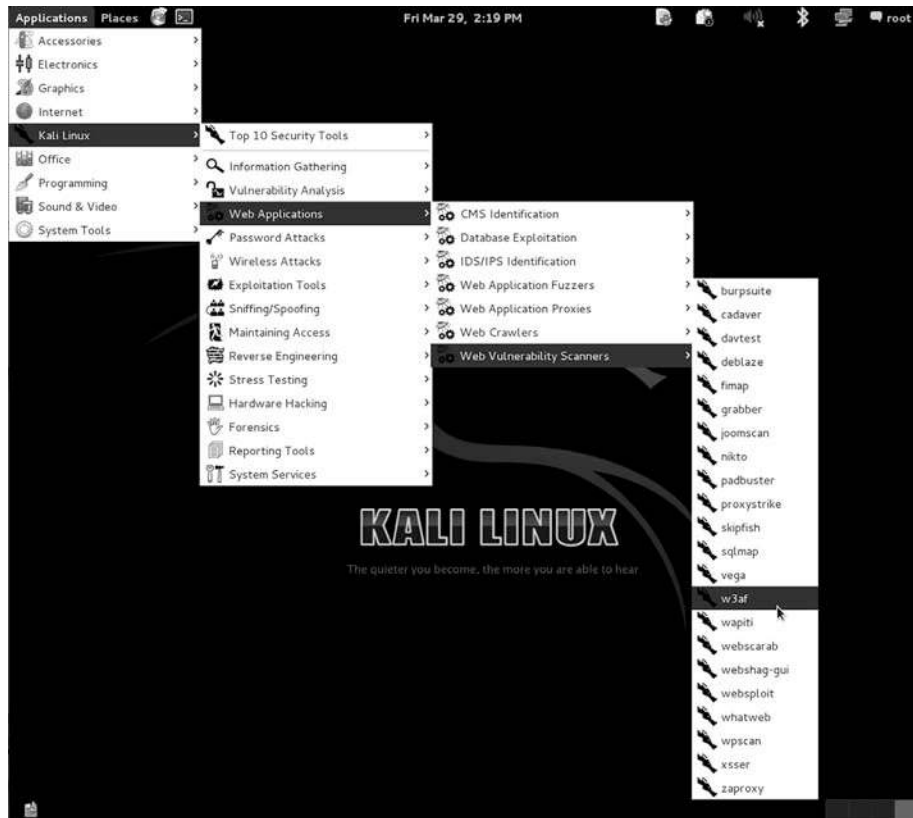 Applications Places Fri Mar 29, 2:19 PM root
Accessories
Electronics
Graphics
Internet
Kali Linux
Office
Programming
Sound & Video
System Tools
Top 10 Security Tools
Information Gathering
Vulnerability Analysis
Web Applications
Password Attacks
Wireless Attacks
Exploitation Tools
Sniffing/Spoofing
Maintaining Access
Reverse Engineering
Stress Testing
Hardware Hacking
Forensics
Reporting Tools
System Services
CMS Identification
Database Exploitation
IDS/IPS Identification
Web Application Fuzzers
Web Application Proxies
Web Crawlers
Web Vulnerability Scanners
burpsuite
cadaver
davtest
deblaze
fimap
grabber
joomscan
nikto
padbuster
proxystrike
skipfish
sqlmap
vega
w3af
wapiti
webscarab
webshag-gui
websploit
whatweb
wpscan
xsser
zaproxy
KALI LINUX
The quieter you become, the more you are able to hear